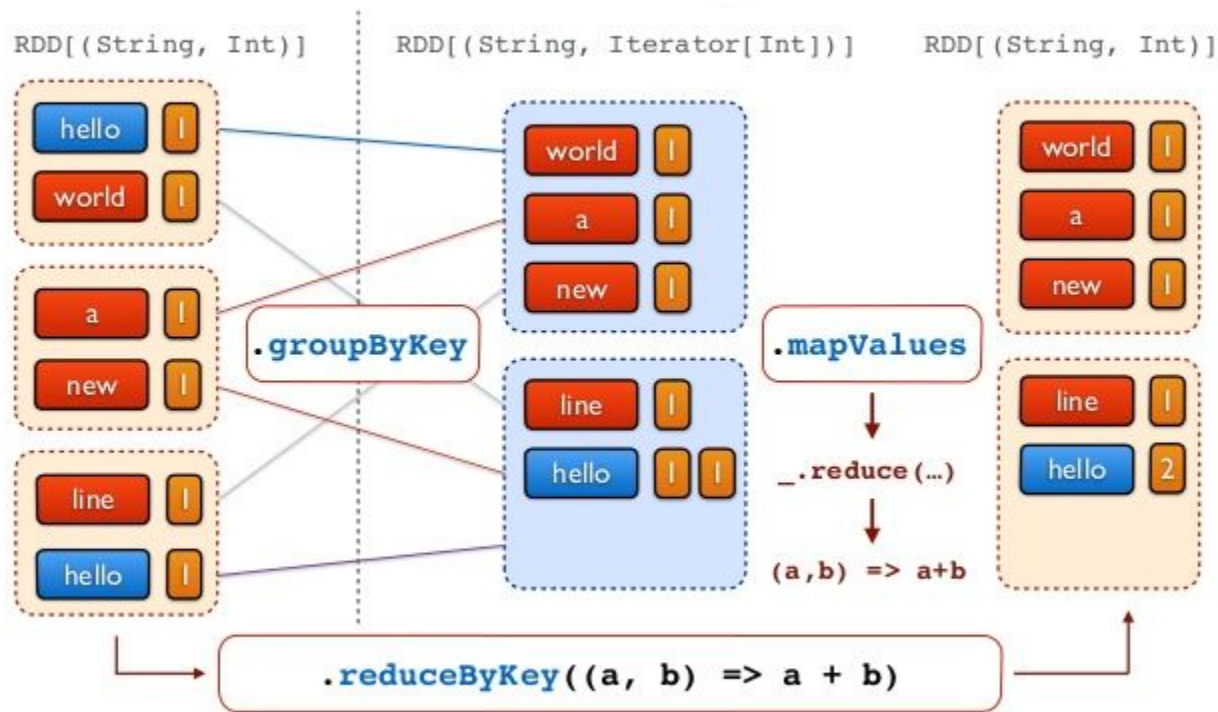 RDD[(String, Int)]
RDD[(String, Iterator[Int])]
RDD[(String, Int)]
hello 1
world 1
a 1
new 1
line 1
hello 1
.groupByKey
world 1
a 1
new 1
line 1
hello 1 1
.mapValues
_.reduce(…)
(a,b) => a+b
world 1
a 1
new 1
line 1
hello 2
.reduceByKey((a, b) => a + b)